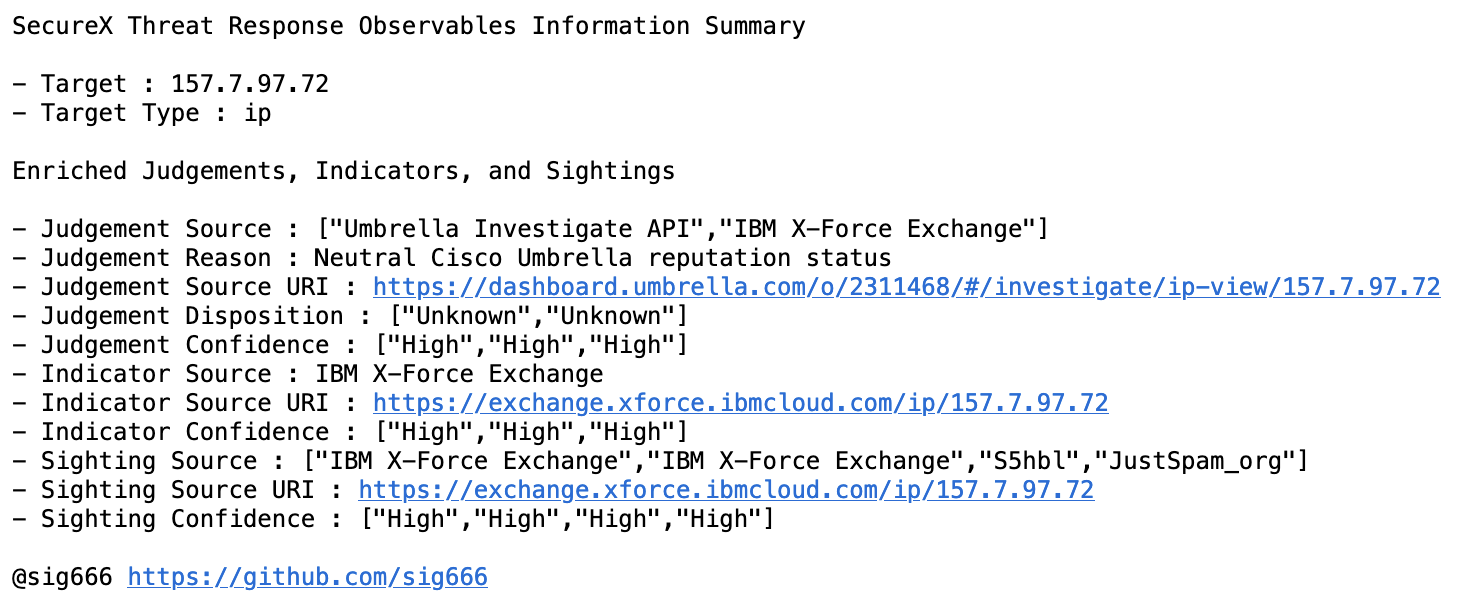 SecureX Threat Response Observables Information Summary
- Target : 157.7.97.72
- Target Type : ip
Enriched Judgements, Indicators, and Sightings
- Judgement Source : ["Umbrella Investigate API","IBM X-Force Exchange"]
- Judgement Reason : Neutral Cisco Umbrella reputation status
- Judgement Source URI : https://dashboard.umbrella.com/o/2311468/#/investigate/ip-view/157.7.97.72
- Judgement Disposition : ["Unknown","Unknown"]
- Judgement Confidence : ["High","High","High"]
- Indicator Source : IBM X-Force Exchange
- Indicator Source URI : https://exchange.xforce.ibmcloud.com/ip/157.7.97.72
- Indicator Confidence : ["High","High","High"]
- Sighting Source : ["IBM X-Force Exchange","IBM X-Force Exchange","S5hbl","JustSpam_org"]
- Sighting Source URI : https://exchange.xforce.ibmcloud.com/ip/157.7.97.72
- Sighting Confidence : ["High","High","High","High"]
@sig666 https://github.com/sig666